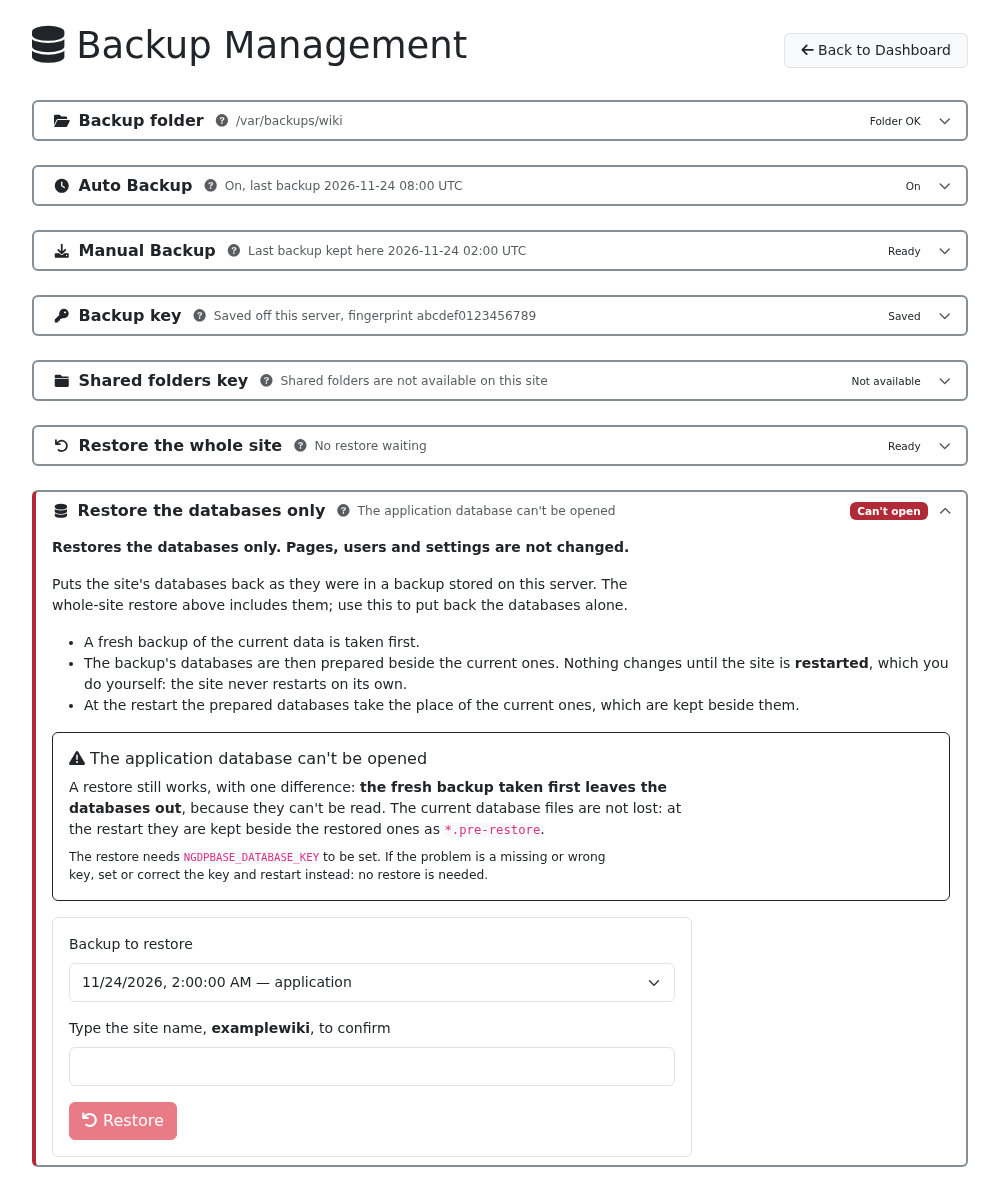 Backup Management
Back to Dashboard
Backup folder /var/backups/wiki Folder OK
Auto Backup On, last backup 2026-11-24 08:00 UTC On
Manual Backup Last backup kept here 2026-11-24 02:00 UTC Ready
Backup key Saved off this server, fingerprint abcdef0123456789 Saved
Shared folders key Shared folders are not available on this site Not available
Restore the whole site No restore waiting Ready
Restore the databases only The application database can't be opened Can't open
Restores the databases only. Pages, users and settings are not changed.
Puts the site's databases back as they were in a backup stored on this server. The
whole-site restore above includes them; use this to put back the databases alone.
• A fresh backup of the current data is taken first.
• The backup's databases are then prepared beside the current ones. Nothing changes until the site is restarted, which you
do yourself: the site never restarts on its own.
• At the restart the prepared databases take the place of the current ones, which are kept beside them.
The application database can't be opened
A restore still works, with one difference: the fresh backup taken first leaves the
databases out, because they can't be read. The current database files are not lost: at
the restart they are kept beside the restored ones as *.pre-restore.
The restore needs NGDPBASE_DATABASE_KEY to be set. If the problem is a missing or wrong
key, set or correct the key and restart instead: no restore is needed.
Backup to restore
11/24/2026, 2:00:00 AM — application
Type the site name, examplewiki, to confirm
Restore